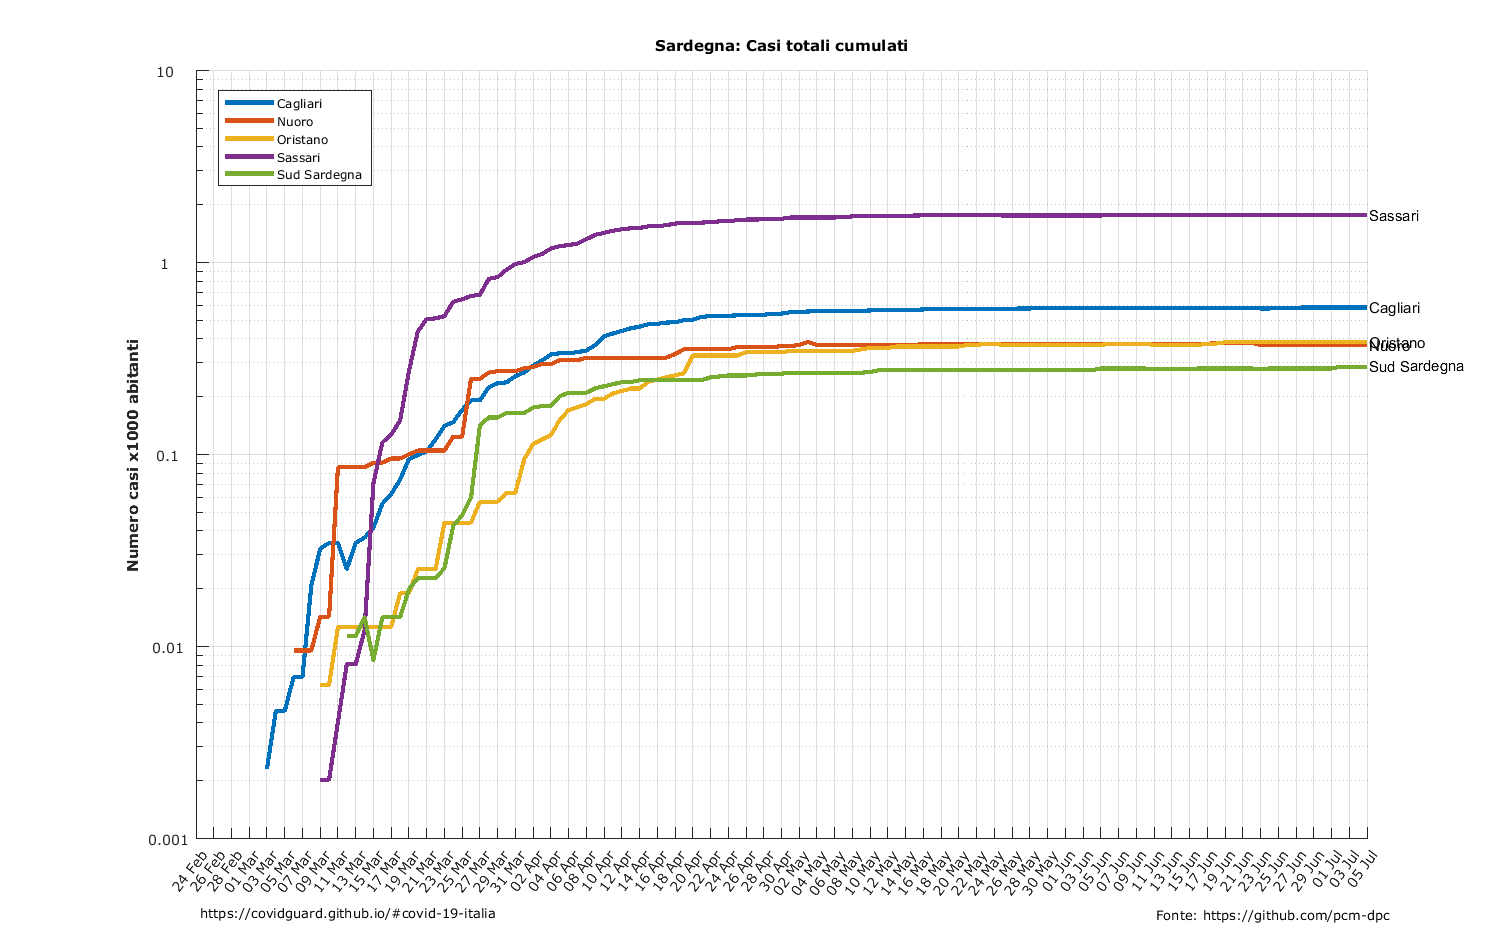 Sardegna: Casi totali cumulati
Numero casi x1000 abitanti
10
1
0.1
0.01
0.001
Cagliari
Nuoro
Oristano
Sassari
Sud Sardegna
Sassari
Cagliari
Oristano
Nuoro
Sud Sardegna
24 Feb
26 Feb
28 Feb
01 Mar
03 Mar
05 Mar
07 Mar
09 Mar
11 Mar
13 Mar
15 Mar
17 Mar
19 Mar
21 Mar
23 Mar
25 Mar
27 Mar
29 Mar
31 Mar
02 Apr
04 Apr
06 Apr
08 Apr
10 Apr
12 Apr
14 Apr
16 Apr
18 Apr
20 Apr
22 Apr
24 Apr
26 Apr
28 Apr
30 Apr
02 May
04 May
06 May
08 May
10 May
12 May
14 May
16 May
18 May
20 May
22 May
24 May
26 May
28 May
30 May
01 Jun
03 Jun
05 Jun
07 Jun
09 Jun
11 Jun
13 Jun
15 Jun
17 Jun
19 Jun
21 Jun
23 Jun
25 Jun
27 Jun
29 Jun
01 Jul
03 Jul
05 Jul
https://covidguard.github.io/#covid-19-italia
Fonte: https://github.com/pcm-dpc